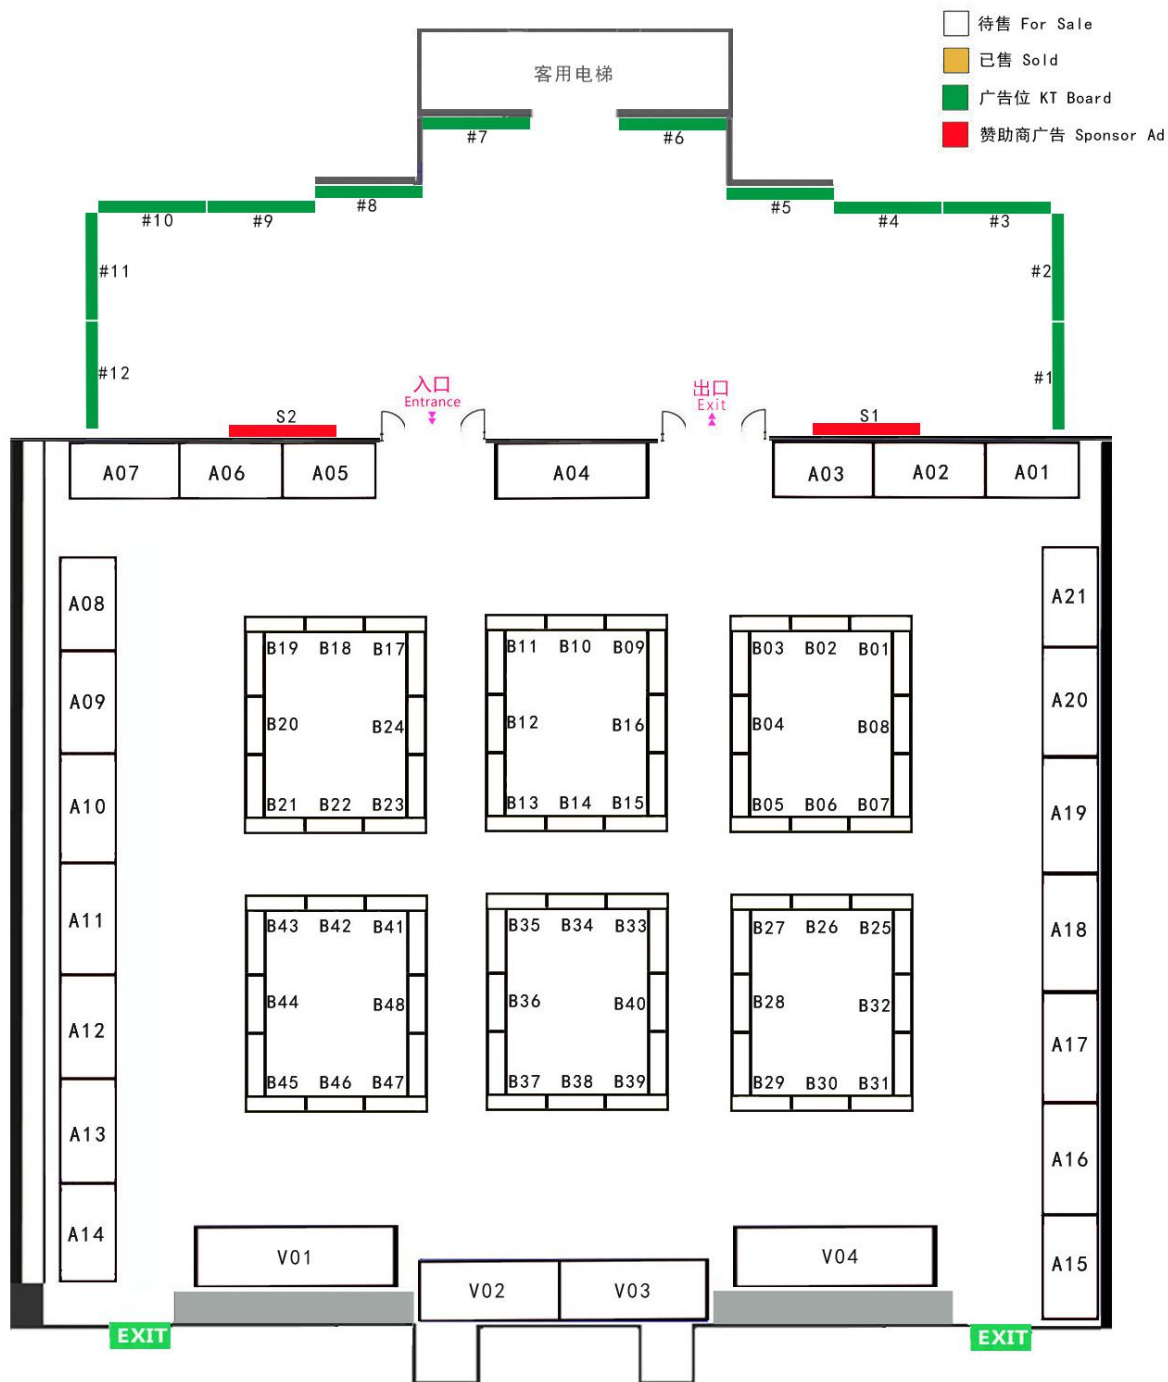 待售 For Sale
已售 Sold
广告位 KT Board
赞助商广告 Sponsor Ad
客用电梯
#7 #6
#8 #5
#10 #9 #4 #3
#11 #2
#12 #1
入口 出口
Entrance Exit
S2 S1
A07 A06 A05 A04 A03 A02 A01
A08 A21
B19 B18 B17 B11 B10 B09 B03 B02 B01
A09 A20
B20 B24 B12 B16 B04 B08
A10 A19
B21 B22 B23 B13 B14 B15 B05 B06 B07
A11 A18
B43 B42 B41 B35 B34 B33 B27 B26 B25
B44 B48 B36 B40 B28 B32
A12 A17
B45 B46 B47 B37 B38 B39 B29 B30 B31
A13 A16
A14 A15
V01 V04
V02 V03
EXIT EXIT